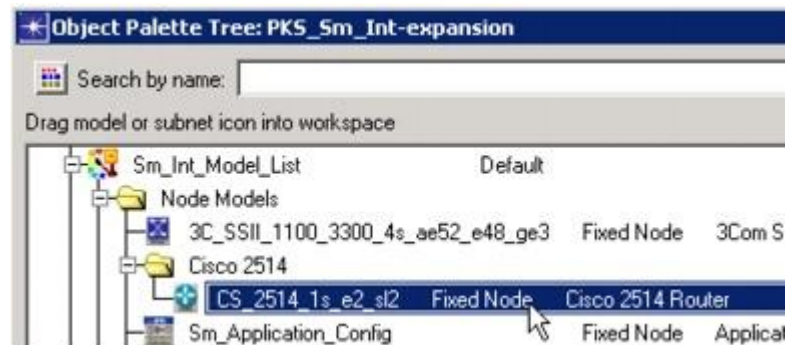 Object Palette Tree: PKS_Sm_Int-expansion
Search by name:
Drag model or subnet icon into workspace
Sm_Int_Model_List Default
Node Models
3C_SSII_1100_3300_4s_ae52_e48_ge3 Fixed Node 3Com S
Cisco 2514
CS_2514_1s_e2_sl2 Fixed Node Cisco 2514 Router
Sm_Application_Config Fixed Node Applicat